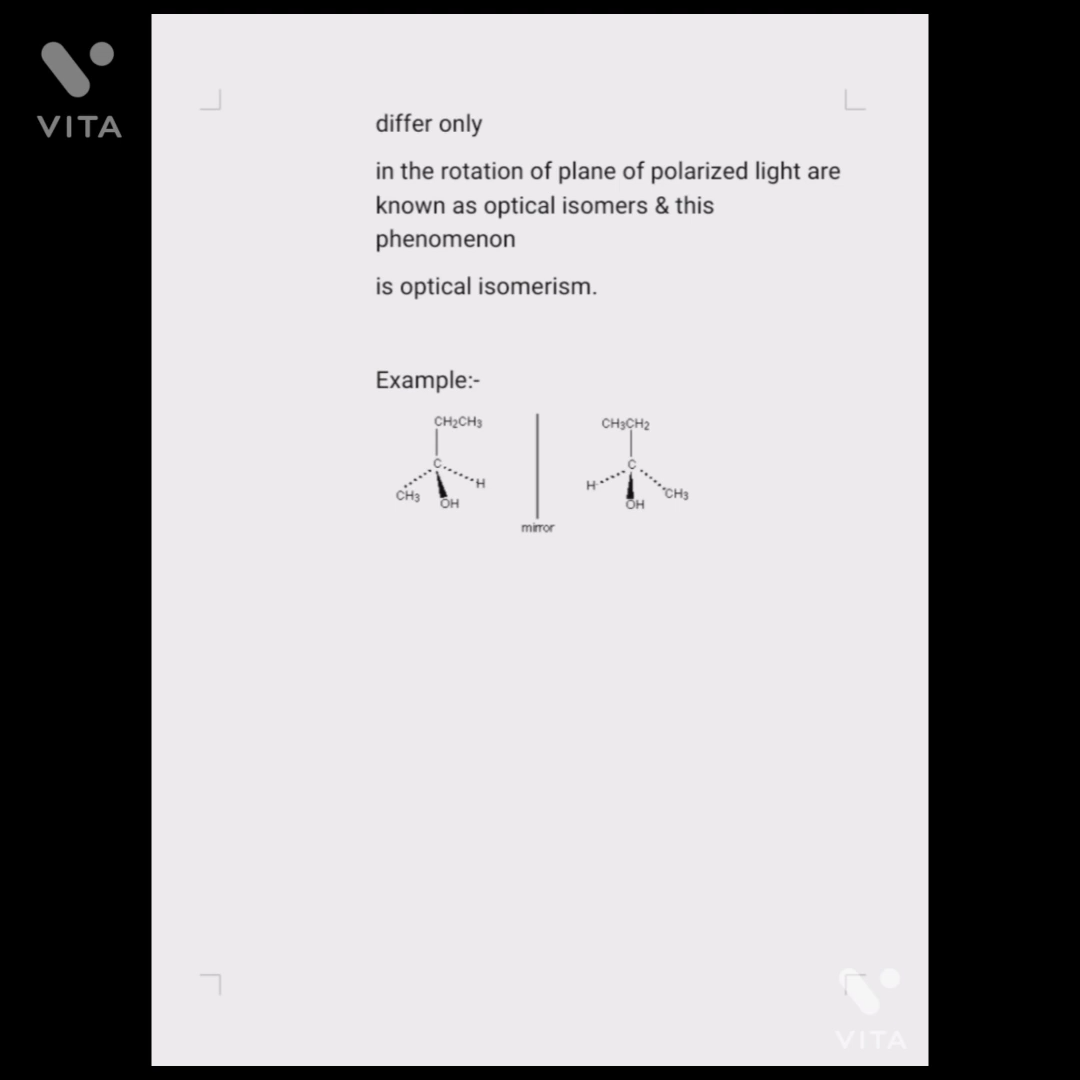 VITA
differ only
in the rotation of plane of polarized light are
known as optical isomers & this
phenomenon
is optical isomerism.
Example:-
CH₂CH₃ CH₃CH₂
C C
CH₃ H H CH₃
OH OH
mirror
VITA